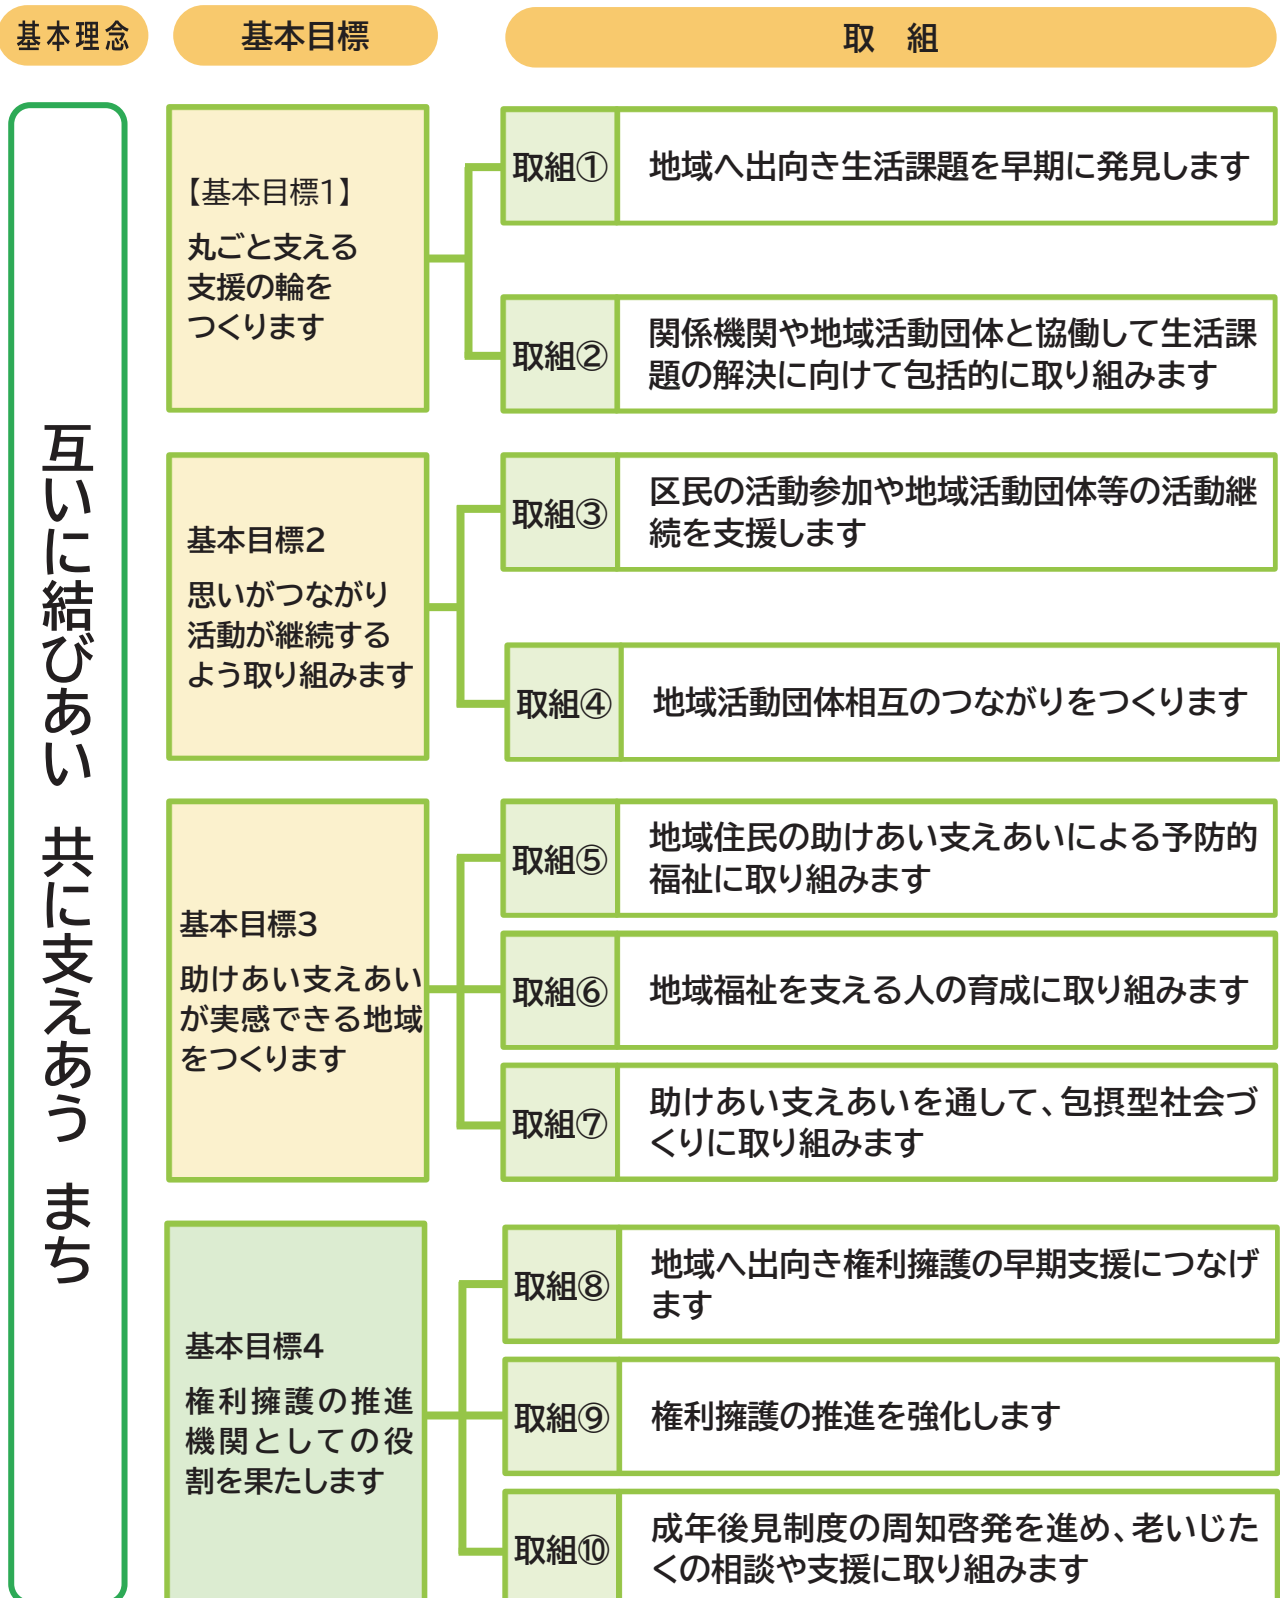 基本理念
基本目標
取 組
互いに結びあい 共に支えあう まち
【基本目標1】
丸ごと支える
支援の輪を
つくります
取組①
地域へ出向き生活課題を早期に発見します
取組②
関係機関や地域活動団体と協働して生活課
題の解決に向けて包括的に取り組みます
基本目標2
思いがつながり
活動が継続する
よう取り組みます
取組③
区民の活動参加や地域活動団体等の活動継
続を支援します
取組④
地域活動団体相互のつながりをつくります
基本目標3
助けあい支えあい
が実感できる地域
をつくります
取組⑤
地域住民の助けあい支えあいによる予防的
福祉に取り組みます
取組⑥
地域福祉を支える人の育成に取り組みます
取組⑦
助けあい支えあいを通して、包摂型社会づ
くりに取り組みます
基本目標4
権利擁護の推進
機関としての役
割を果たします
取組⑧
地域へ出向き権利擁護の早期支援につなげ
ます
取組⑨
権利擁護の推進を強化します
取組⑩
成年後見制度の周知啓発を進め、老いじた
くの相談や支援に取り組みます